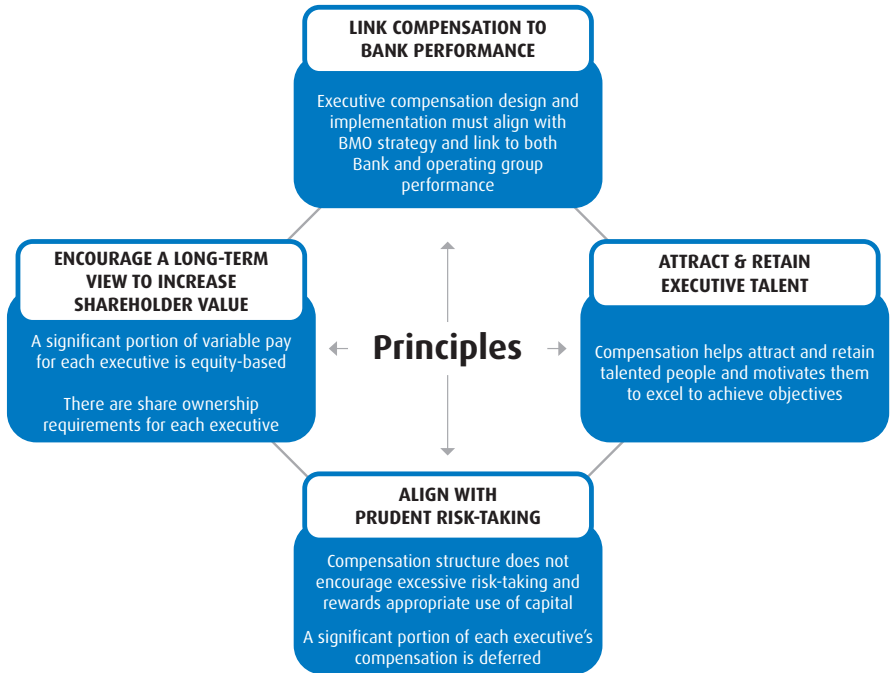 LINK COMPENSATION TO
BANK PERFORMANCE
Executive compensation design and
implementation must align with
BMO strategy and link to both
Bank and operating group
performance
ENCOURAGE A LONG-TERM
VIEW TO INCREASE
SHAREHOLDER VALUE
A significant portion of variable pay
for each executive is equity-based
There are share ownership
requirements for each executive
Principles
ATTRACT & RETAIN
EXECUTIVE TALENT
Compensation helps attract and retain
talented people and motivates them
to excel to achieve objectives
ALIGN WITH
PRUDENT RISK-TAKING
Compensation structure does not
encourage excessive risk-taking and
rewards appropriate use of capital
A significant portion of each executive’s
compensation is deferred